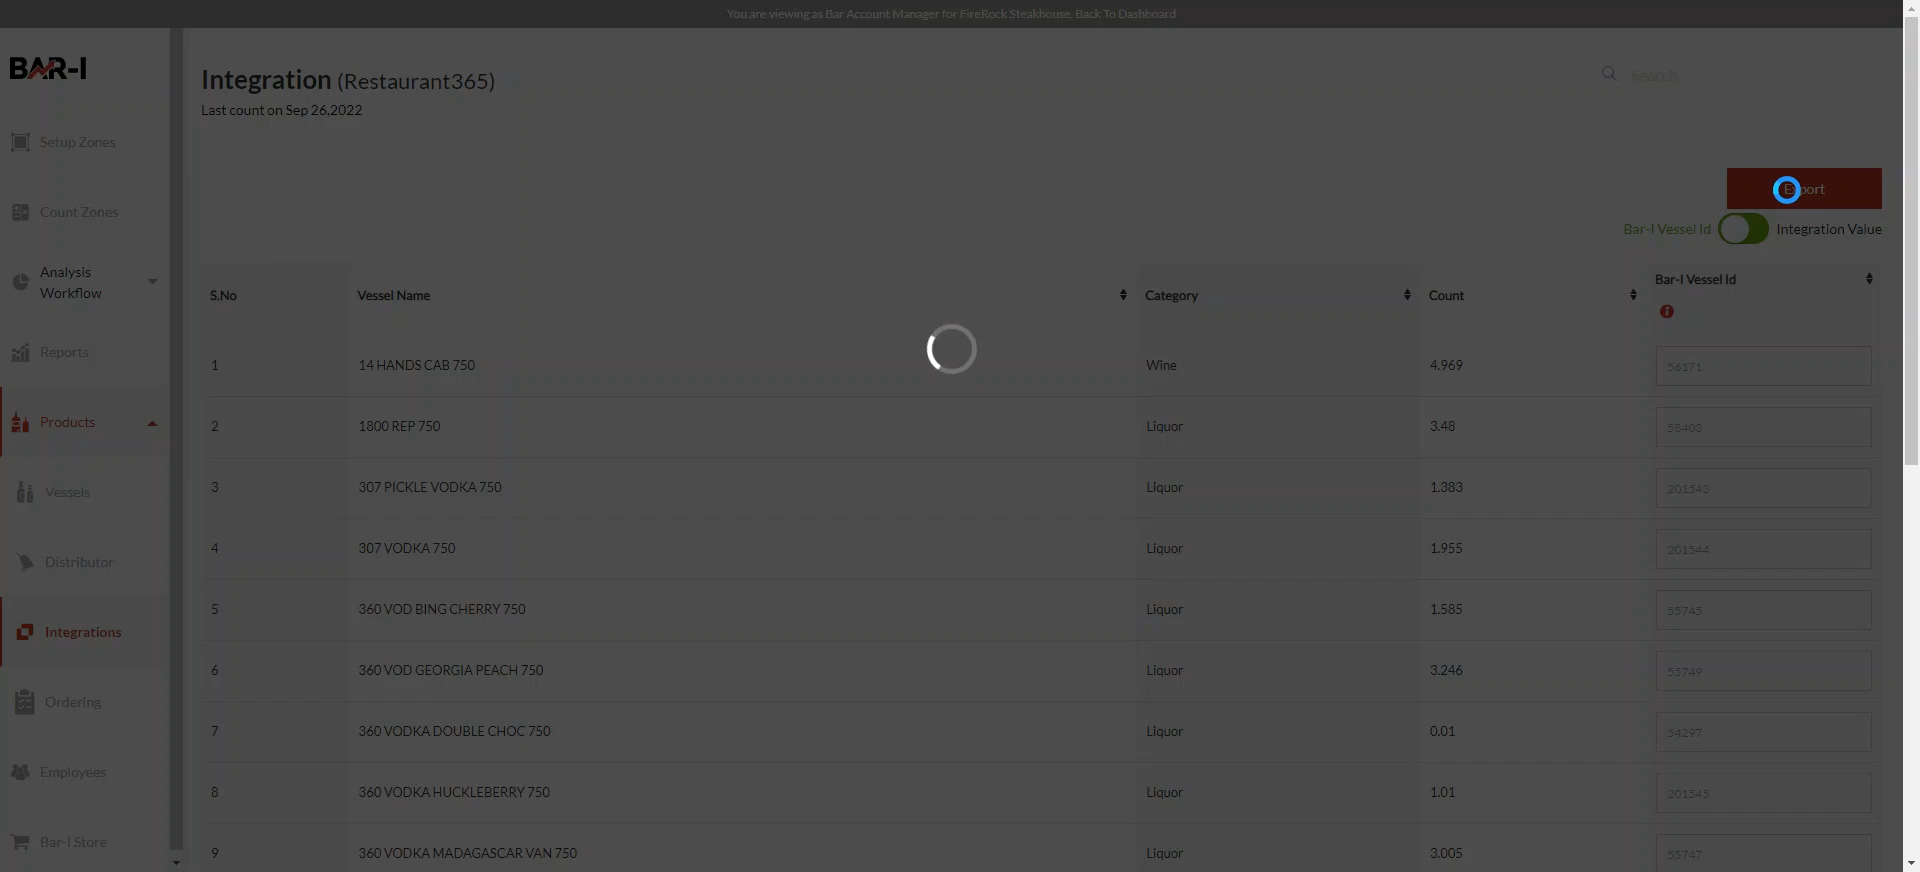 You are viewing as Bar Account Manager for FireRock Steakhouse. Back To Dashboard
BAR-I
Integration (Restaurant365)
Last count on Sep 26,2022
Search
Setup Zones
Count Zones
Analysis
Workflow
Reports
Products
Vessels
Distributor
Integrations
Ordering
Employees
Bar-I Store
Export
Bar-I Vessel Id Integration Value
S.No Vessel Name Category Count Bar-I Vessel Id
1 14 HANDS CAB 750 Wine 4.969 56171
2 1800 REP 750 Liquor 3.48 58403
3 307 PICKLE VODKA 750 Liquor 1.383 201543
4 307 VODKA 750 Liquor 1.955 201544
5 360 VOD BING CHERRY 750 Liquor 1.585 55745
6 360 VOD GEORGIA PEACH 750 Liquor 3.246 55749
7 360 VODKA DOUBLE CHOC 750 Liquor 0.01 54297
8 360 VODKA HUCKLEBERRY 750 Liquor 1.01 201545
9 360 VODKA MADAGASCAR VAN 750 Liquor 3.005 55747